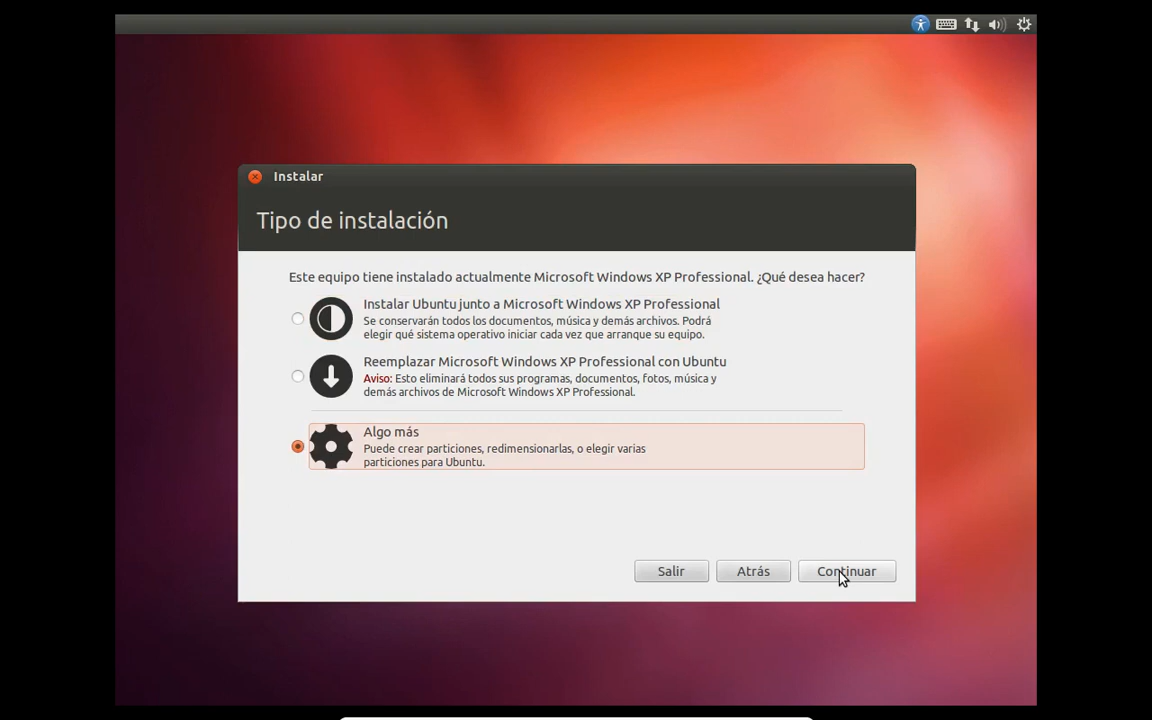 Instalar
Tipo de instalación
Este equipo tiene instalado actualmente Microsoft Windows XP Professional. ¿Qué desea hacer?
Instalar Ubuntu junto a Microsoft Windows XP Professional
Se conservarán todos los documentos, música y demás archivos. Podrá
elegir qué sistema operativo iniciar cada vez que arranque su equipo.
Reemplazar Microsoft Windows XP Professional con Ubuntu
Aviso: Esto eliminará todos sus programas, documentos, fotos, música y
demás archivos de Microsoft Windows XP Professional.
Algo más
Puede crear particiones, redimensionarlas, o elegir varias
particiones para Ubuntu.
Salir
Atrás
Continuar